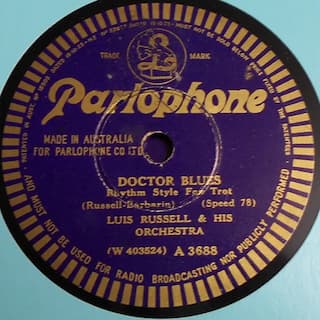 TRADE MARK
Parlophone
MADE IN AUSTRALIA
FOR PARLOPHONE CO LTD.
DOCTOR BLUES
Rhythm Style Fox Trot
(Russell-Barbarin) (Speed 78)
LUIS RUSSELL & HIS
ORCHESTRA
(W 403524) A 3688
AND MUST NOT BE USED FOR RADIO BROADCASTING NOR PUBLICLY PERFORMED